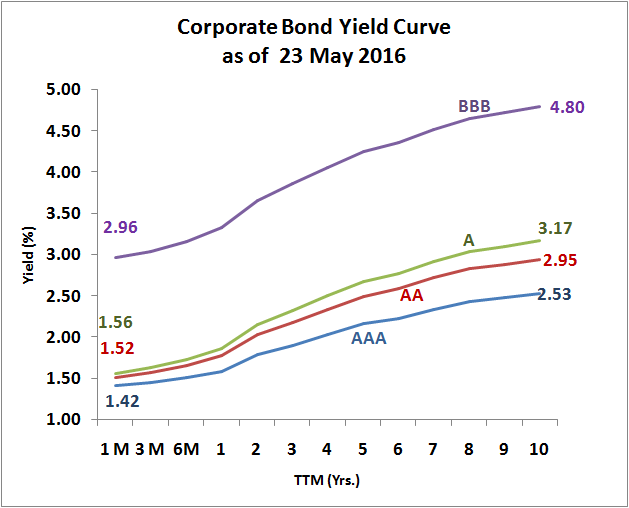 Corporate Bond Yield Curve
as of 23 May 2016
Yield (%)
5.00
4.50
4.00
3.50
3.00
2.50
2.00
1.50
1.00
BBB
4.80
2.96
A
3.17
2.95
AA
2.53
1.56
1.52
AAA
1.42
1 M 3 M 6M 1 2 3 4 5 6 7 8 9 10
TTM (Yrs.)